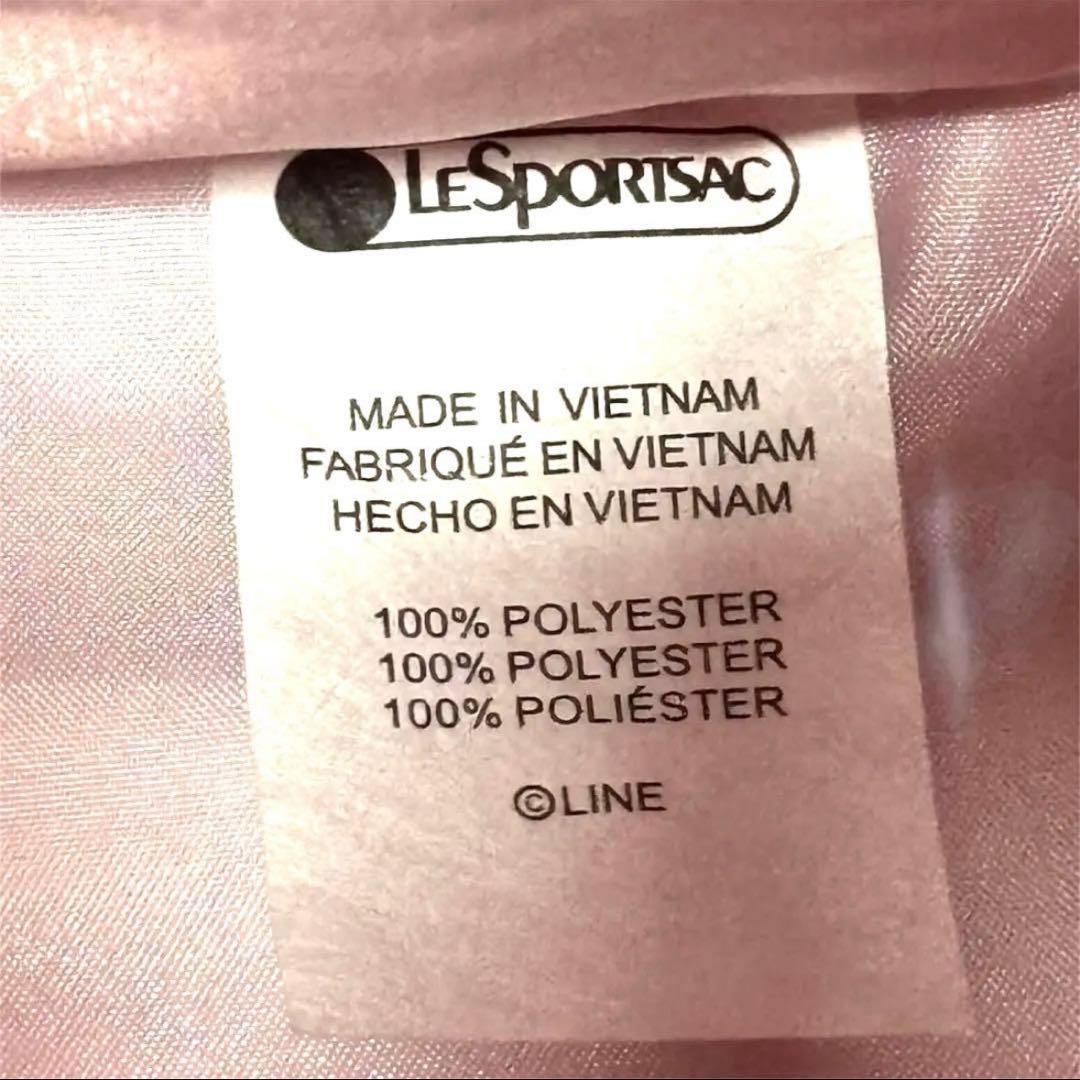 LESPORTSAC
MADE IN VIETNAM
FABRIQUÉ EN VIETNAM
HECHO EN VIETNAM
100% POLYESTER
100% POLYESTER
100% POLIÉSTER
©LINE